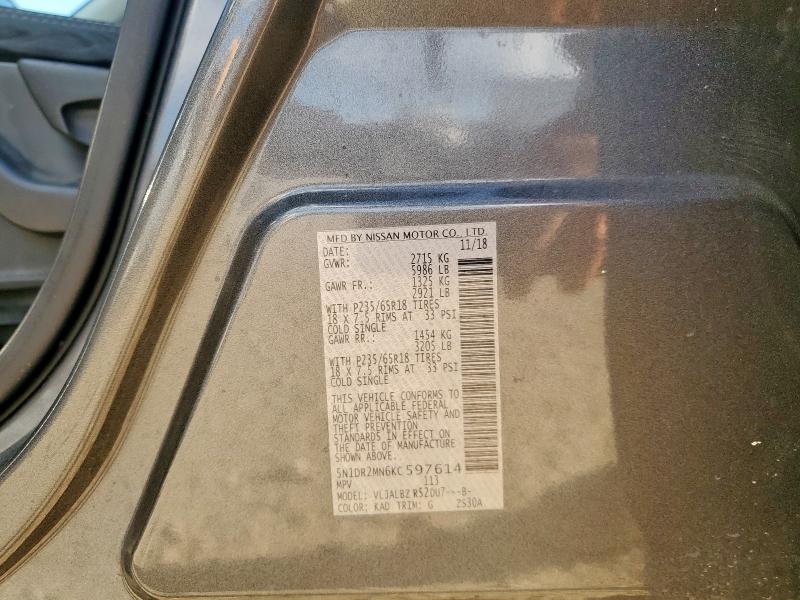 MFD BY NISSAN MOTOR CO., LTD.
DATE: 11/18
GVWR: 2715 KG
5986 LB
GAWR FR.: 1325 KG
2921 LB
WITH P235/65R18 TIRES
18 X 7.5 RIMS AT 33 PSI
COLD SINGLE
GAWR RR.: 1454 KG
3205 LB
WITH P235/65R18 TIRES
18 X 7.5 RIMS AT 33 PSI
COLD SINGLE
THIS VEHICLE CONFORMS TO
ALL APPLICABLE FEDERAL
MOTOR VEHICLE SAFETY AND
THEFT PREVENTION
STANDARDS IN EFFECT ON
THE DATE OF MANUFACTURE
SHOWN ABOVE.
5N1DR2MN6KC597614
MPV 113
MODEL: VLJALBZ R52UU7---B-
COLOR: KAD TRIM: G ZS30A